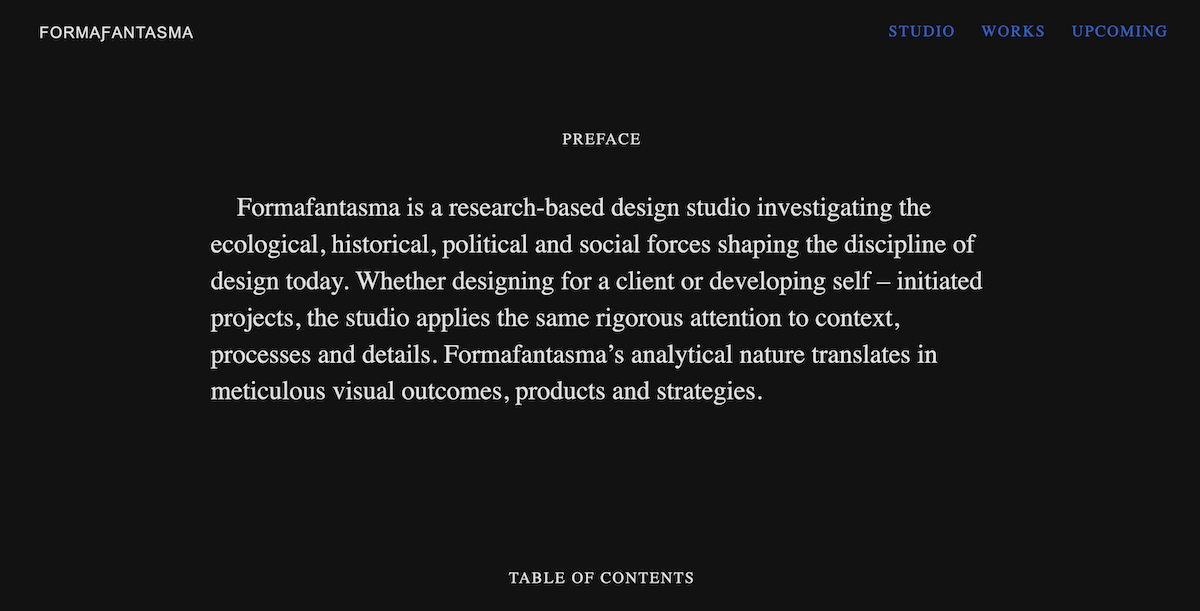 FORMAƑANTASMA
STUDIO WORKS UPCOMING
PREFACE
Formafantasma is a research-based design studio investigating the
ecological, historical, political and social forces shaping the discipline of
design today. Whether designing for a client or developing self – initiated
projects, the studio applies the same rigorous attention to context,
processes and details. Formafantasma’s analytical nature translates in
meticulous visual outcomes, products and strategies.
TABLE OF CONTENTS